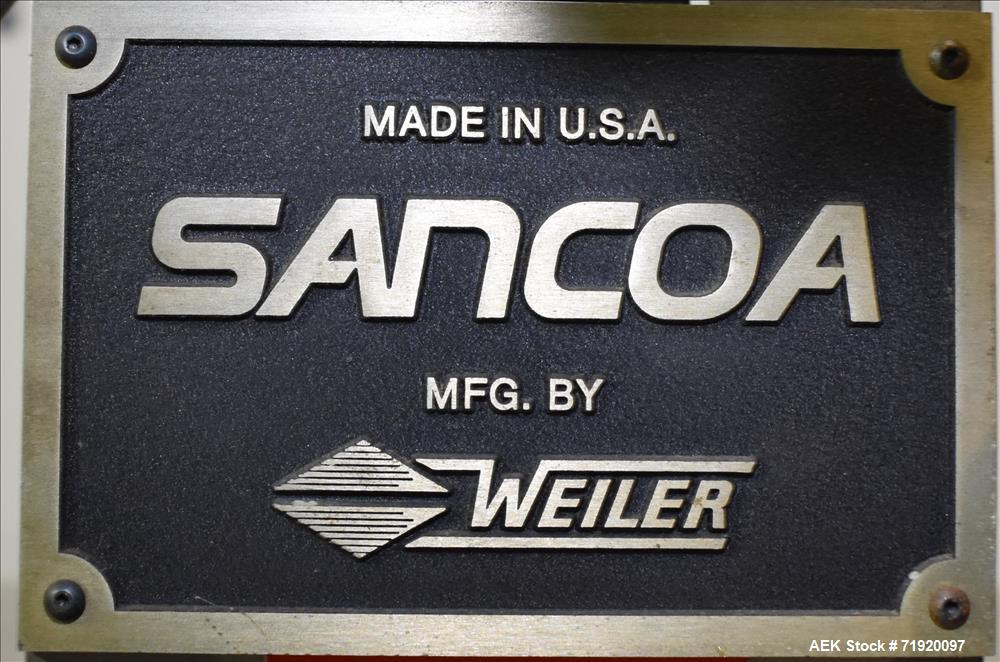 MADE IN U.S.A.
SANCOA
MFG. BY
WEILER
AEK Stock # 71920097